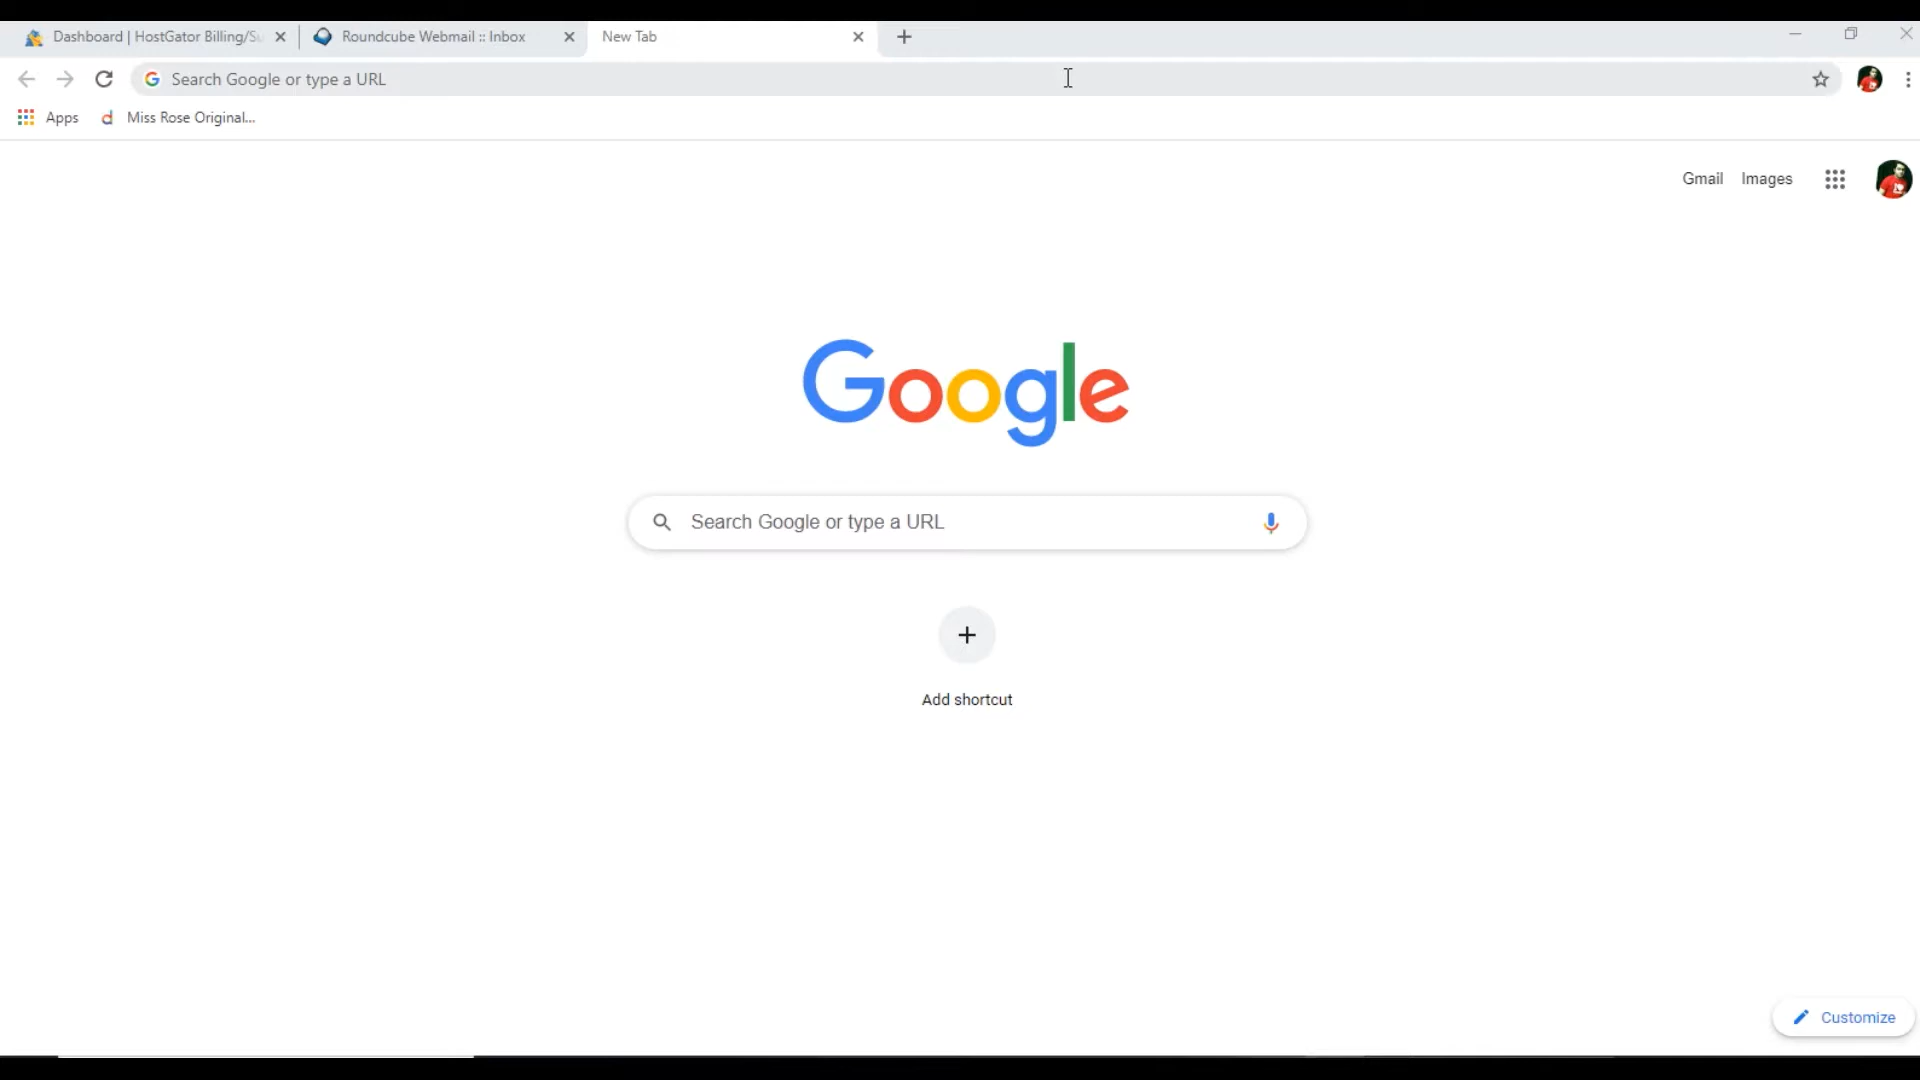 Dashboard | HostGator Billing/Su
Roundcube Webmail :: Inbox
New Tab
Search Google or type a URL
Apps
Miss Rose Original...
Gmail
Images
Google
Search Google or type a URL
Add shortcut
Customize